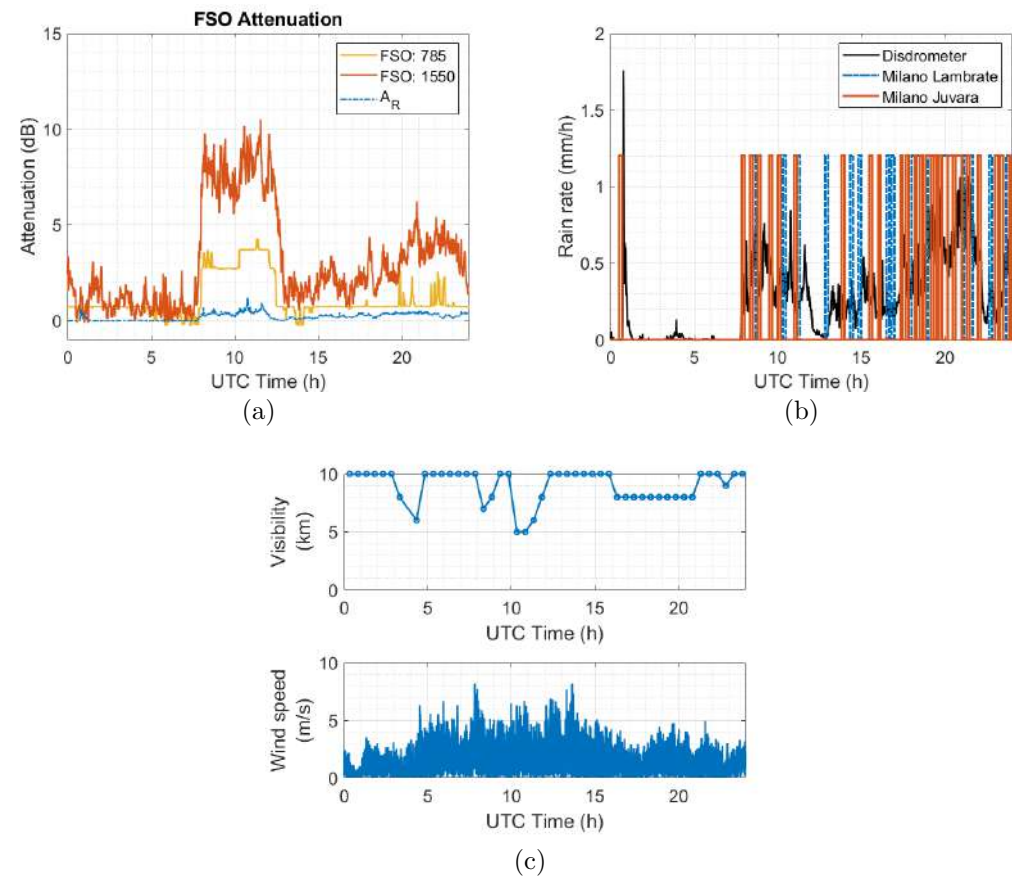 FSO Attenuation
Attenuation (dB)
15
10
5
0
FSO: 785
FSO: 1550
A_R
0 5 10 15 20
UTC Time (h)
(a)
Rain rate (mm/h)
2
1.5
1
0.5
0
Disdrometer
Milano Lambrate
Milano Juvara
0 5 10 15 20
UTC Time (h)
(b)
Visibility
(km)
10
5
0
0 5 10 15 20
UTC Time (h)
Wind speed
(m/s)
10
5
0
0 5 10 15 20
UTC Time (h)
(c)